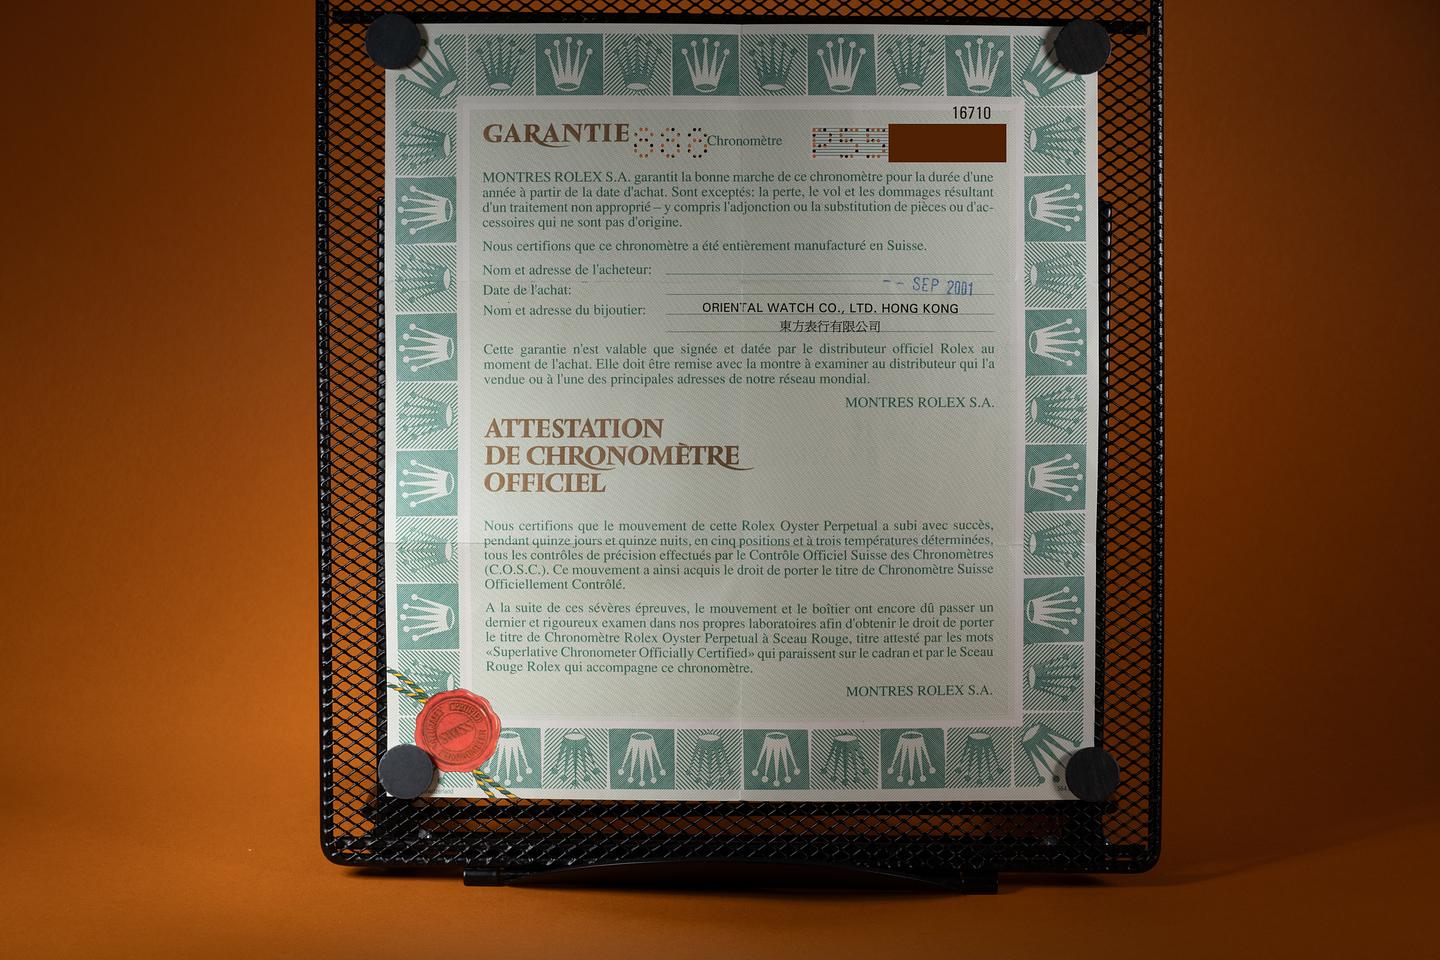 16710
GARANTIE 888 Chronomètre
MONTRES ROLEX S.A. garantit la bonne marche de ce chronomètre pour la durée d'une
année à partir de la date d'achat. Sont exceptés: la perte, le vol et les dommages résultant
d'un traitement non approprié – y compris l'adjonction ou la substitution de pièces ou d'ac-
cessoires qui ne sont pas d'origine.
Nous certifions que ce chronomètre a été entièrement manufacturé en Suisse.
Nom et adresse de l'acheteur:
Date de l'achat: -- SEP 2001
Nom et adresse du bijoutier: ORIENTAL WATCH CO., LTD. HONG KONG
東方表行有限公司
Cette garantie n'est valable que signée et datée par le distributeur officiel Rolex au
moment de l'achat. Elle doit être remise avec la montre à examiner au distributeur qui l'a
vendue ou à l'une des principales adresses de notre réseau mondial.
MONTRES ROLEX S.A.
ATTESTATION
DE CHRONOMÈTRE
OFFICIEL
Nous certifions que le mouvement de cette Rolex Oyster Perpetual a subi avec succès,
pendant quinze jours et quinze nuits, en cinq positions et à trois températures déterminées,
tous les contrôles de précision effectués par le Contrôle Officiel Suisse des Chronomètres
(C.O.S.C.). Ce mouvement a ainsi acquis le droit de porter le titre de Chronomètre Suisse
Officiellement Contrôlé.
A la suite de ces sévères épreuves, le mouvement et le boîtier ont encore dû passer un
dernier et rigoureux examen dans nos propres laboratoires afin d'obtenir le droit de porter
le titre de Chronomètre Rolex Oyster Perpetual à Sceau Rouge, titre attesté par les mots
«Superlative Chronometer Officially Certified» qui paraissent sur le cadran et par le Sceau
Rouge Rolex qui accompagne ce chronomètre.
MONTRES ROLEX S.A.